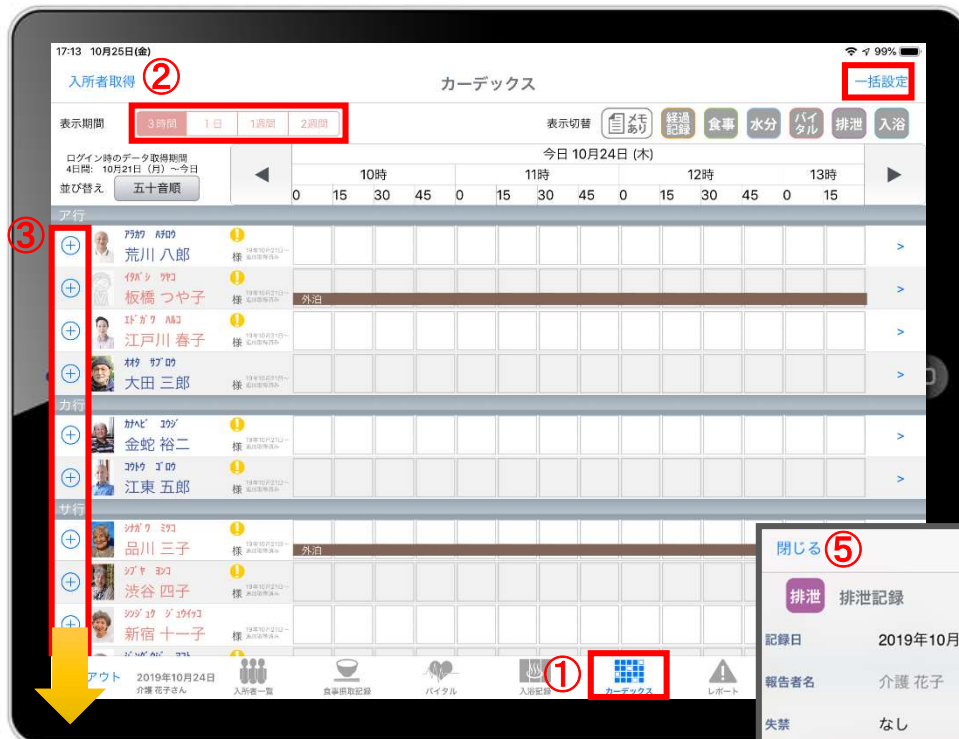 17:13 10月25日(金)
99%
入所者取得 ② カーデックス 一括設定
表示期間 3時間 1日 1週間 2週間 表示切替 メモあり 経過記録 食事 水分 バイタル 排泄 入浴
ログイン時のデータ取得期間
4日間: 10月21日(月)~今日
今日 10月24日 (木)
◀ 10時 11時 12時 13時 ▶
並び替え 五十音順 0 15 30 45 0 15 30 45 0 15 30 45 0 15
ア行
③
アラカワ ハチロウ
荒川 八郎 様 >
イタバシ ツヤコ
板橋 つや子 様 外泊 >
エドガワ ハルコ
江戸川 春子 様 >
オオタ サブロウ
大田 三郎 様 >
カ行
カナヘビ ユウジ
金蛇 裕二 様 >
コウトウ ゴロウ
江東 五郎 様 >
サ行
シナガワ ミツコ
品川 三子 様 外泊
シブヤ ヨンコ
渋谷 四子 様
シンジュク ジュウイチコ
新宿 十一子 様
アウト 2019年10月24日
介護 花子さん
入所者一覧 食事摂取記録 バイタル 入浴記録 ① カーデックス レポート
閉じる ⑤
排泄 排泄記録
記録日 2019年10月
報告者名 介護 花子
失禁 なし